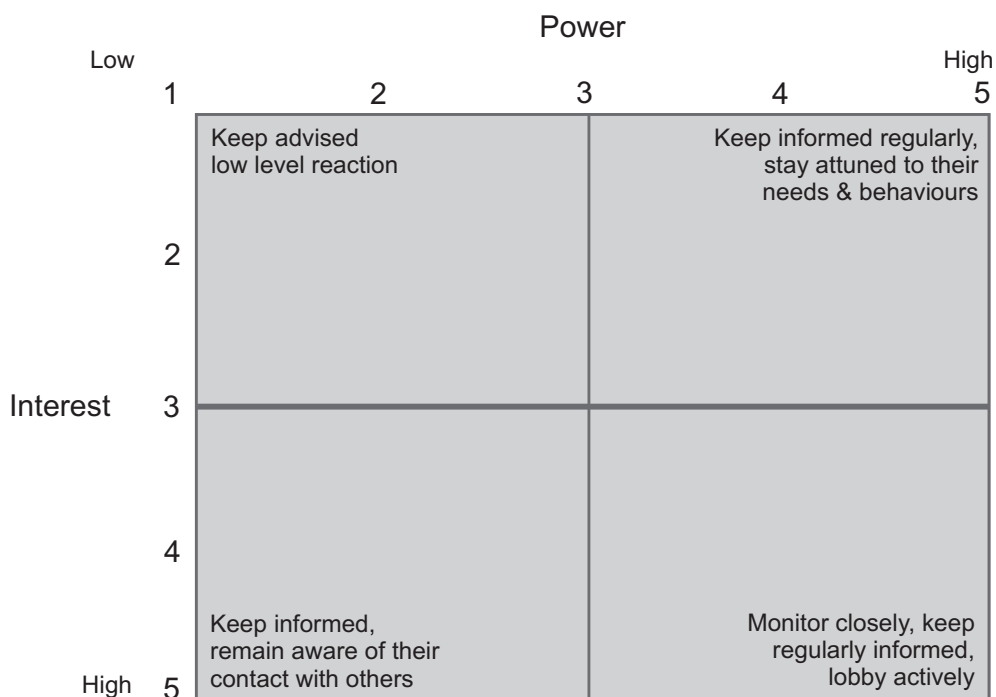 Power
Low
High
1 2 3 4 5
Keep advised
low level reaction
Keep informed regularly,
stay attuned to their
needs & behaviours
2
Interest
3
4
Keep informed,
remain aware of their
contact with others
Monitor closely, keep
regularly informed,
lobby actively
High
5